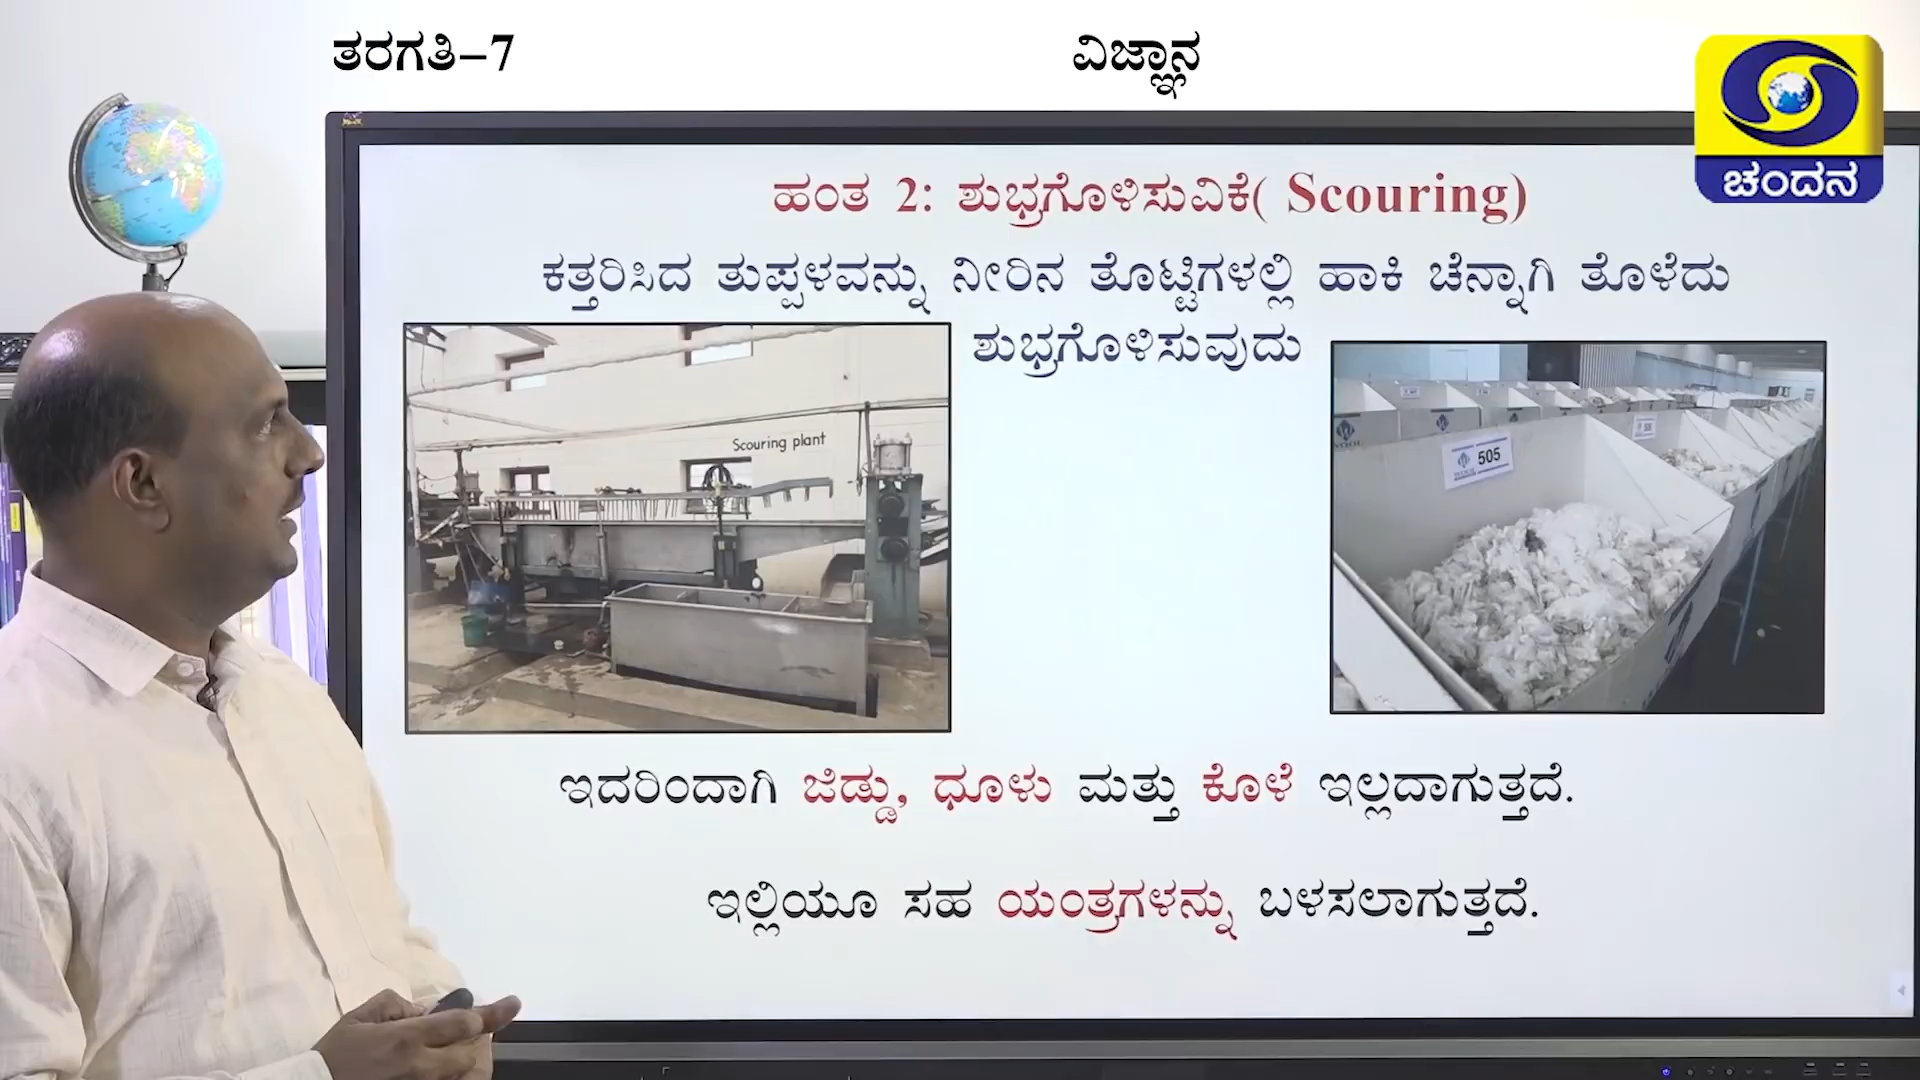 ತರಗತಿ–7
ವಿಜ್ಞಾನ
ಚಂದನ
ಹಂತ 2: ಶುಭ್ರಗೊಳಿಸುವಿಕೆ( Scouring)
ಕತ್ತರಿಸಿದ ತುಪ್ಪಳವನ್ನು ನೀರಿನ ತೊಟ್ಟಿಗಳಲ್ಲಿ ಹಾಕಿ ಚೆನ್ನಾಗಿ ತೊಳೆದು
ಶುಭ್ರಗೊಳಿಸುವುದು
Scouring plant
505
ಇದರಿಂದಾಗಿ ಜಿಡ್ಡು, ಧೂಳು ಮತ್ತು ಕೊಳೆ ಇಲ್ಲದಾಗುತ್ತದೆ.
ಇಲ್ಲಿಯೂ ಸಹ ಯಂತ್ರಗಳನ್ನು ಬಳಸಲಾಗುತ್ತದೆ.